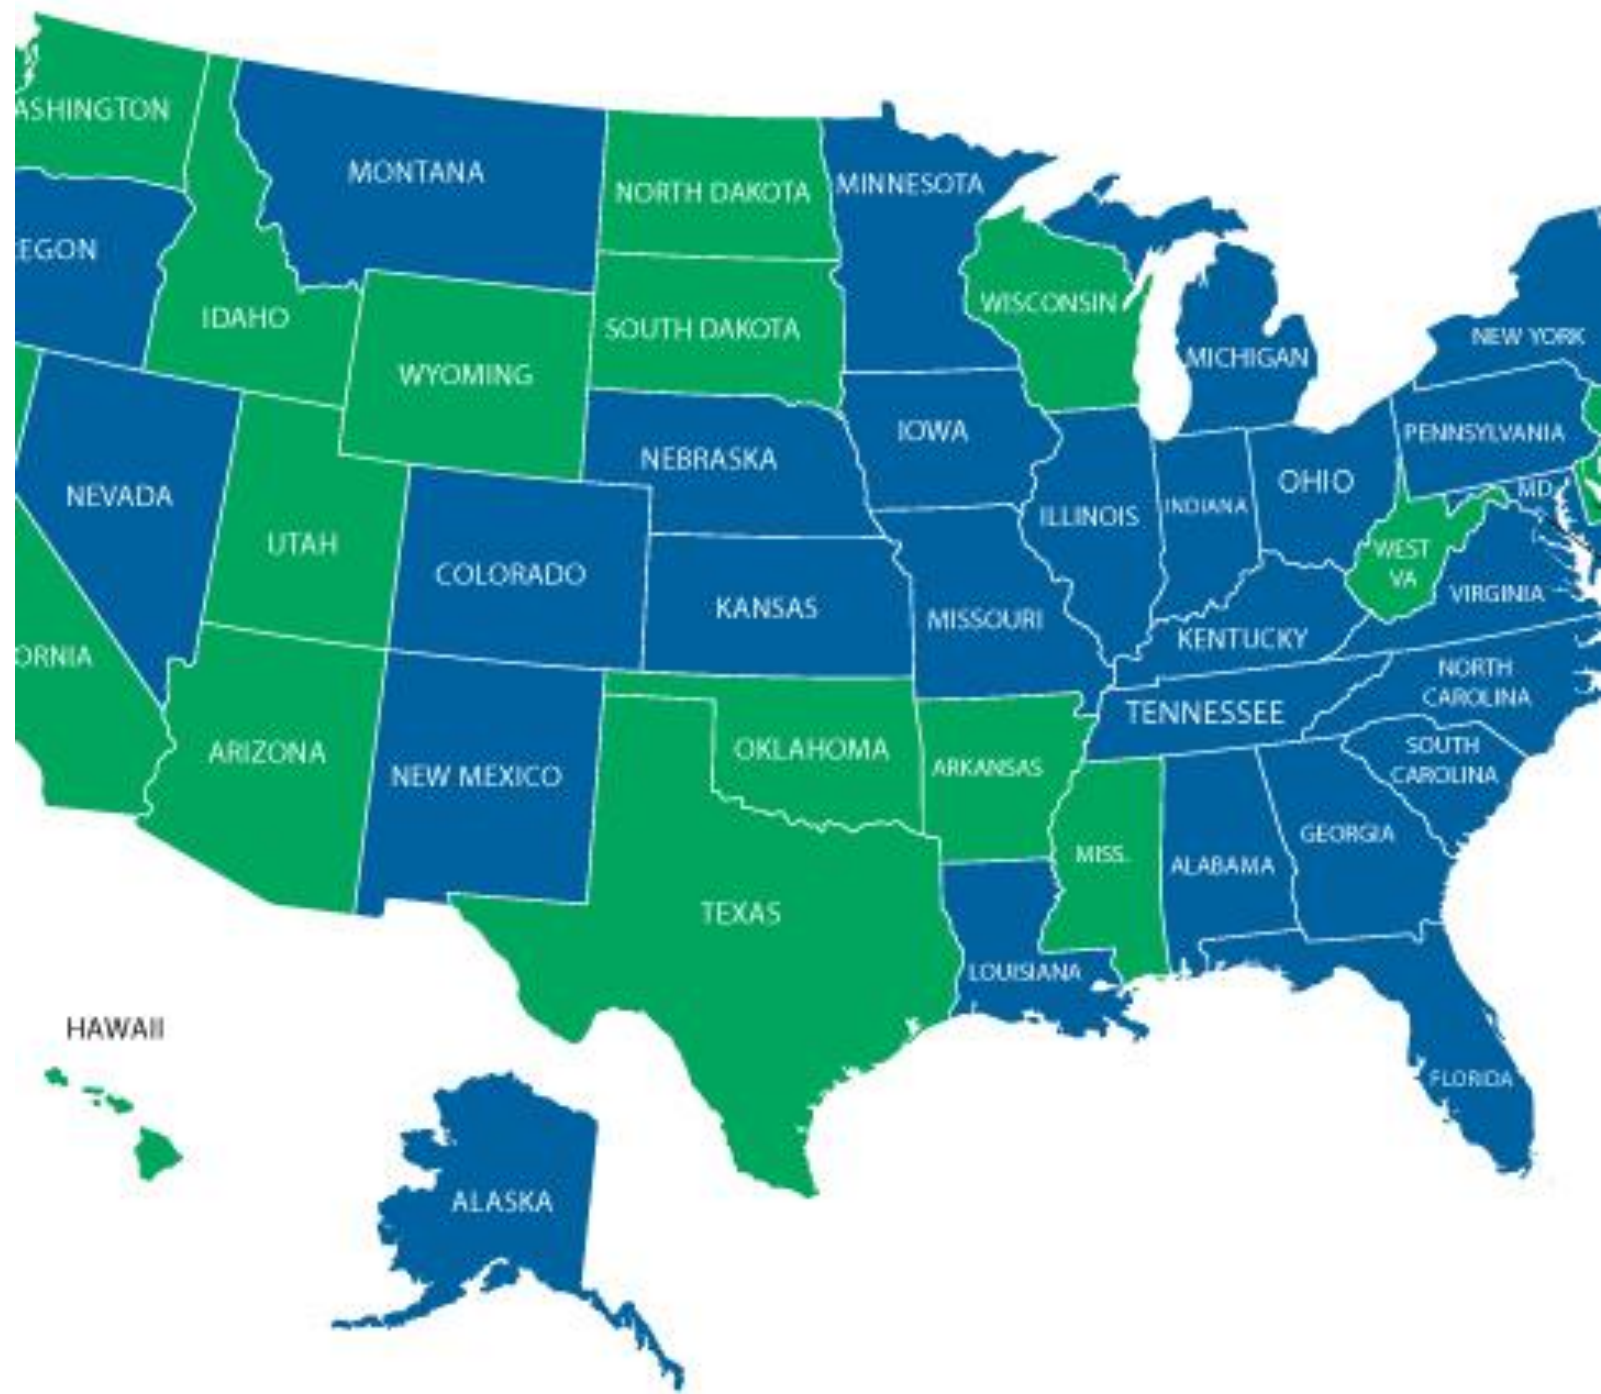 ASHINGTON
MONTANA
NORTH DAKOTA
MINNESOTA
EGON
IDAHO
WISCONSIN
SOUTH DAKOTA
NEW YORK
MICHIGAN
WYOMING
IOWA
PENNSYLVANIA
NEBRASKA
OHIO
NEVADA
MD
INDIANA
ILLINOIS
UTAH
WEST
VA
COLORADO
VIRGINIA
KANSAS
MISSOURI
KENTUCKY
ORNIA
NORTH
CAROLINA
TENNESSEE
ARIZONA
OKLAHOMA
SOUTH
CAROLINA
NEW MEXICO
ARKANSAS
GEORGIA
MISS.
ALABAMA
TEXAS
LOUISIANA
HAWAII
FLORIDA
ALASKA